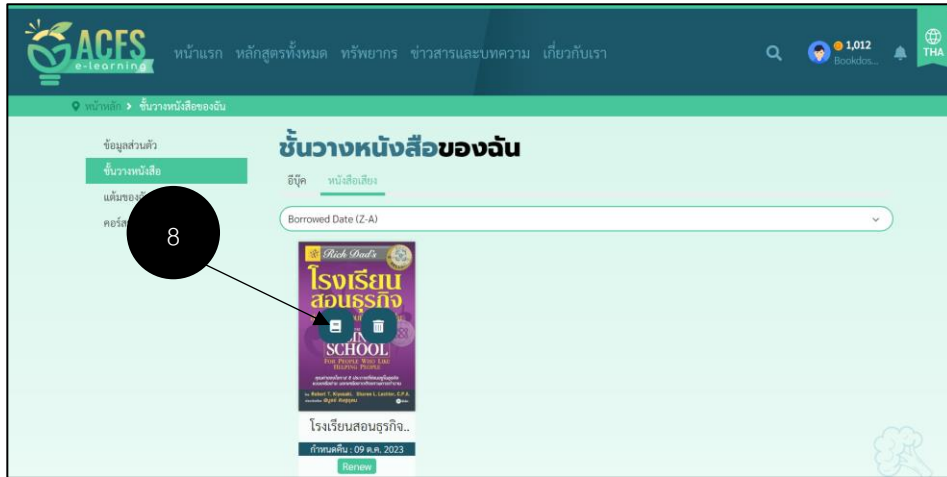 ACFS
e-learning
หน้าแรก หลักสูตรทั้งหมด ทรัพยากร ข่าวสารและบทความ เกี่ยวกับเรา
1,012
Bookdos...
THA
หน้าหลัก > ชั้นวางหนังสือของฉัน
ข้อมูลส่วนตัว
ชั้นวางหนังสือ
แต้มของ
คอร์ส
8
ชั้นวางหนังสือของฉัน
อีบุ๊ค หนังสือเสียง
Borrowed Date (Z-A)
Rich Dad's
โรงเรียน
สอนธุรกิจ
SCHOOL
FOR PEOPLE WHO LIKE
HELPING PEOPLE
Robert T. Kiyosaki, Sharon L. Lechter, C.P.A.
โรงเรียนสอนธุรกิจ..
กำหนดคืน : 09 ต.ค. 2023
Renew